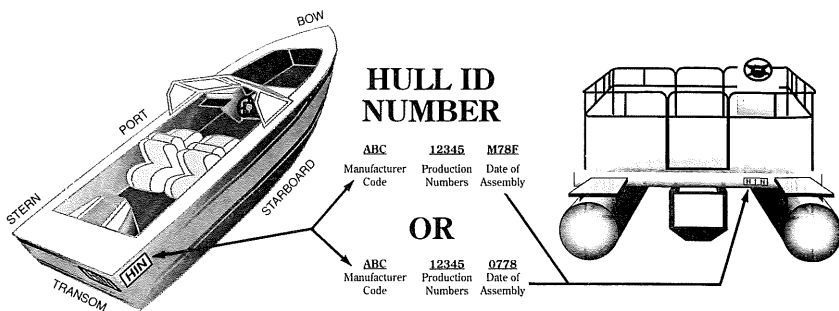 BOW
PORT
STERN
STARBOARD
TRANSOM
HIN
HULL ID
NUMBER
ABC 12345 M78F
Manufacturer Production Date of
Code Numbers Assembly
OR
ABC 12345 0778
Manufacturer Production Date of
Code Numbers Assembly
HIN